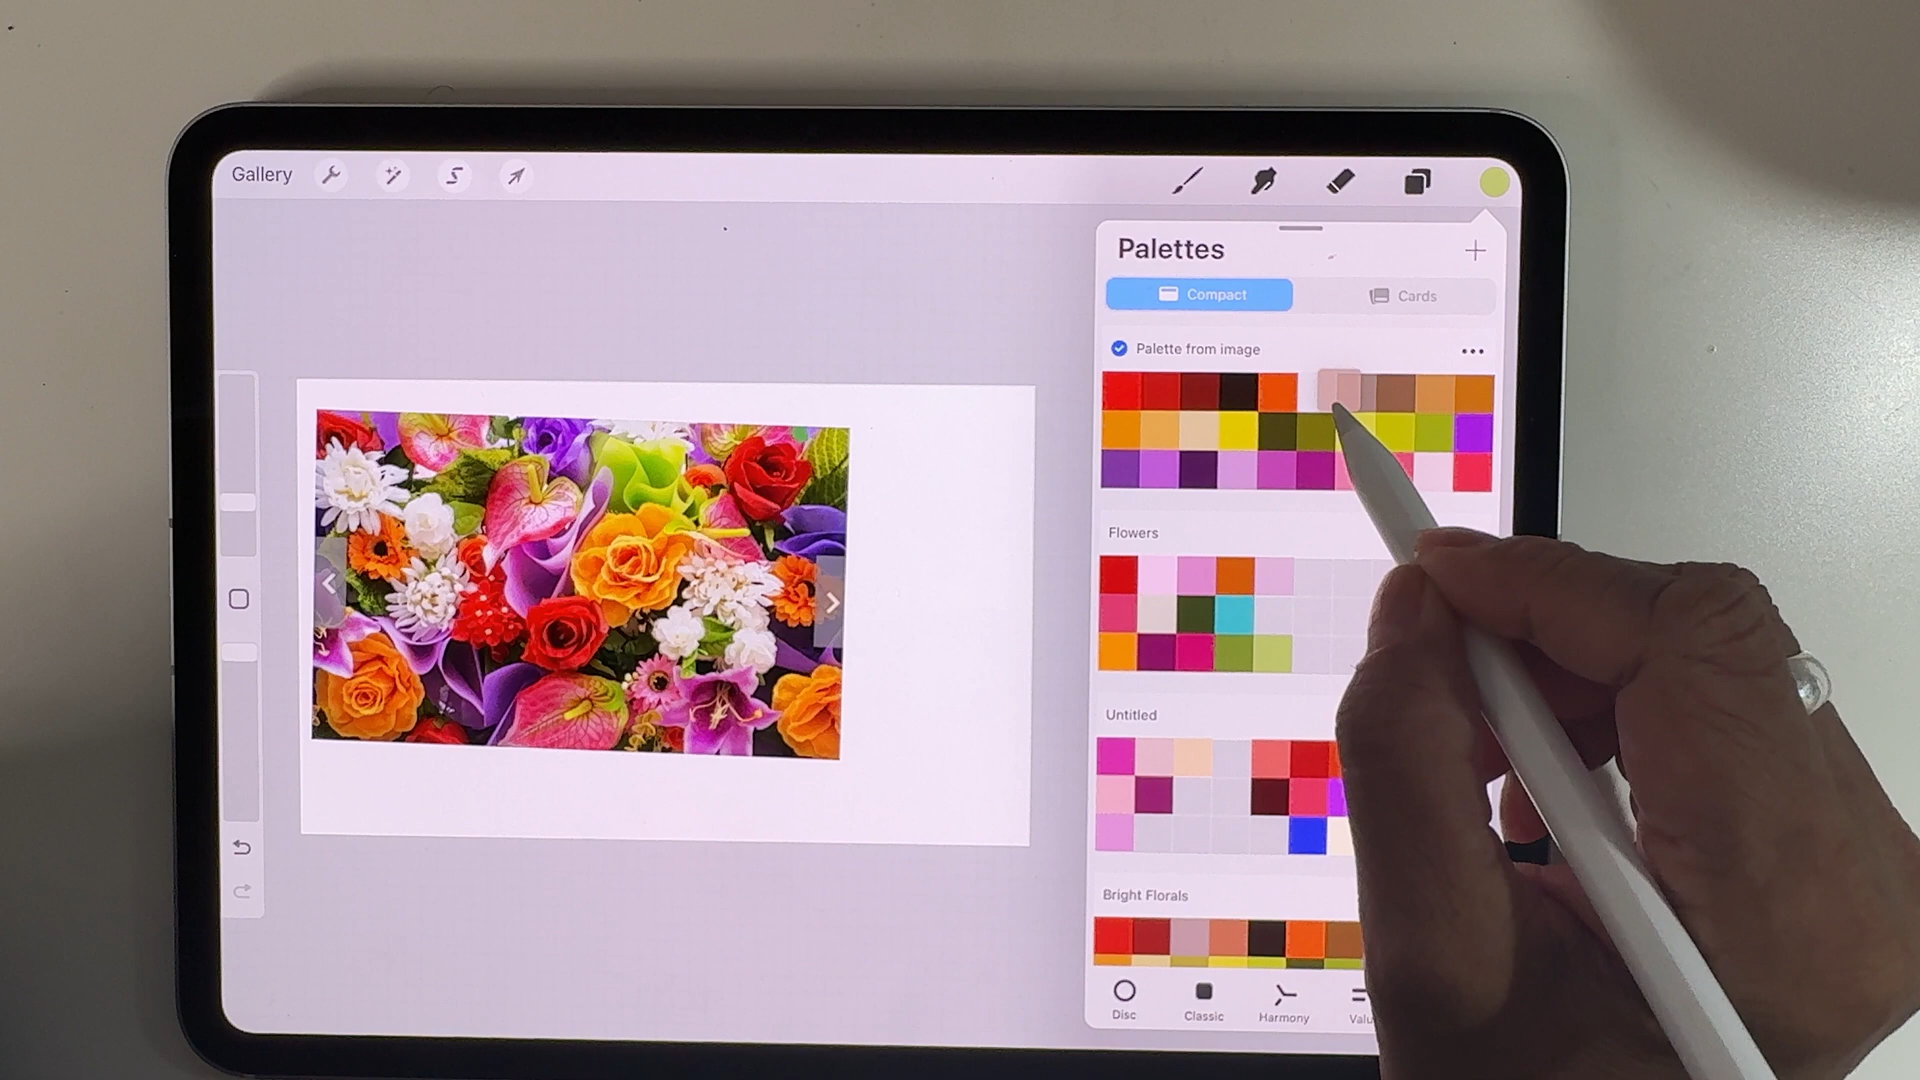 Gallery
Palettes
Compact
Cards
Palette from image
Flowers
Untitled
Bright Florals
Disc
Classic
Harmony